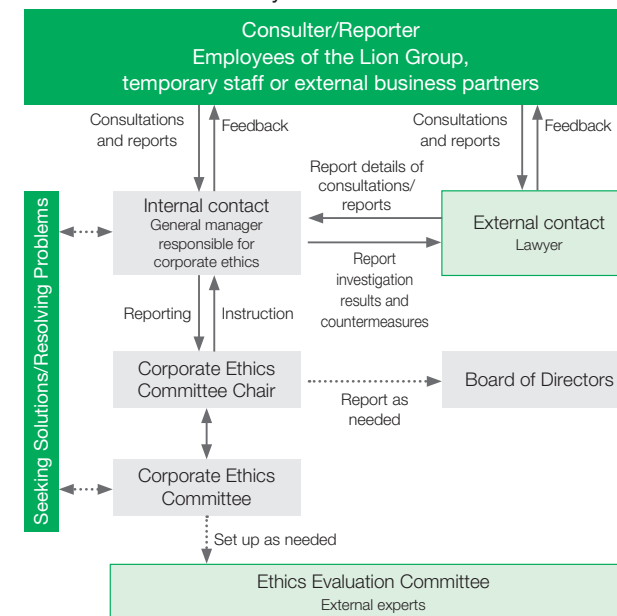 Consulter/Reporter
Employees of the Lion Group,
temporary staff or external business partners
Consultations
and reports
Feedback
Consultations
and reports
Feedback
Report details of
consultations/
reports
Internal contact
General manager
responsible for
corporate ethics
External contact
Lawyer
Report
investigation
results and
countermeasures
Seeking Solutions/Resolving Problems
Reporting
Instruction
Corporate Ethics
Committee Chair
Report as
needed
Board of Directors
Corporate Ethics
Committee
Set up as needed
Ethics Evaluation Committee
External experts